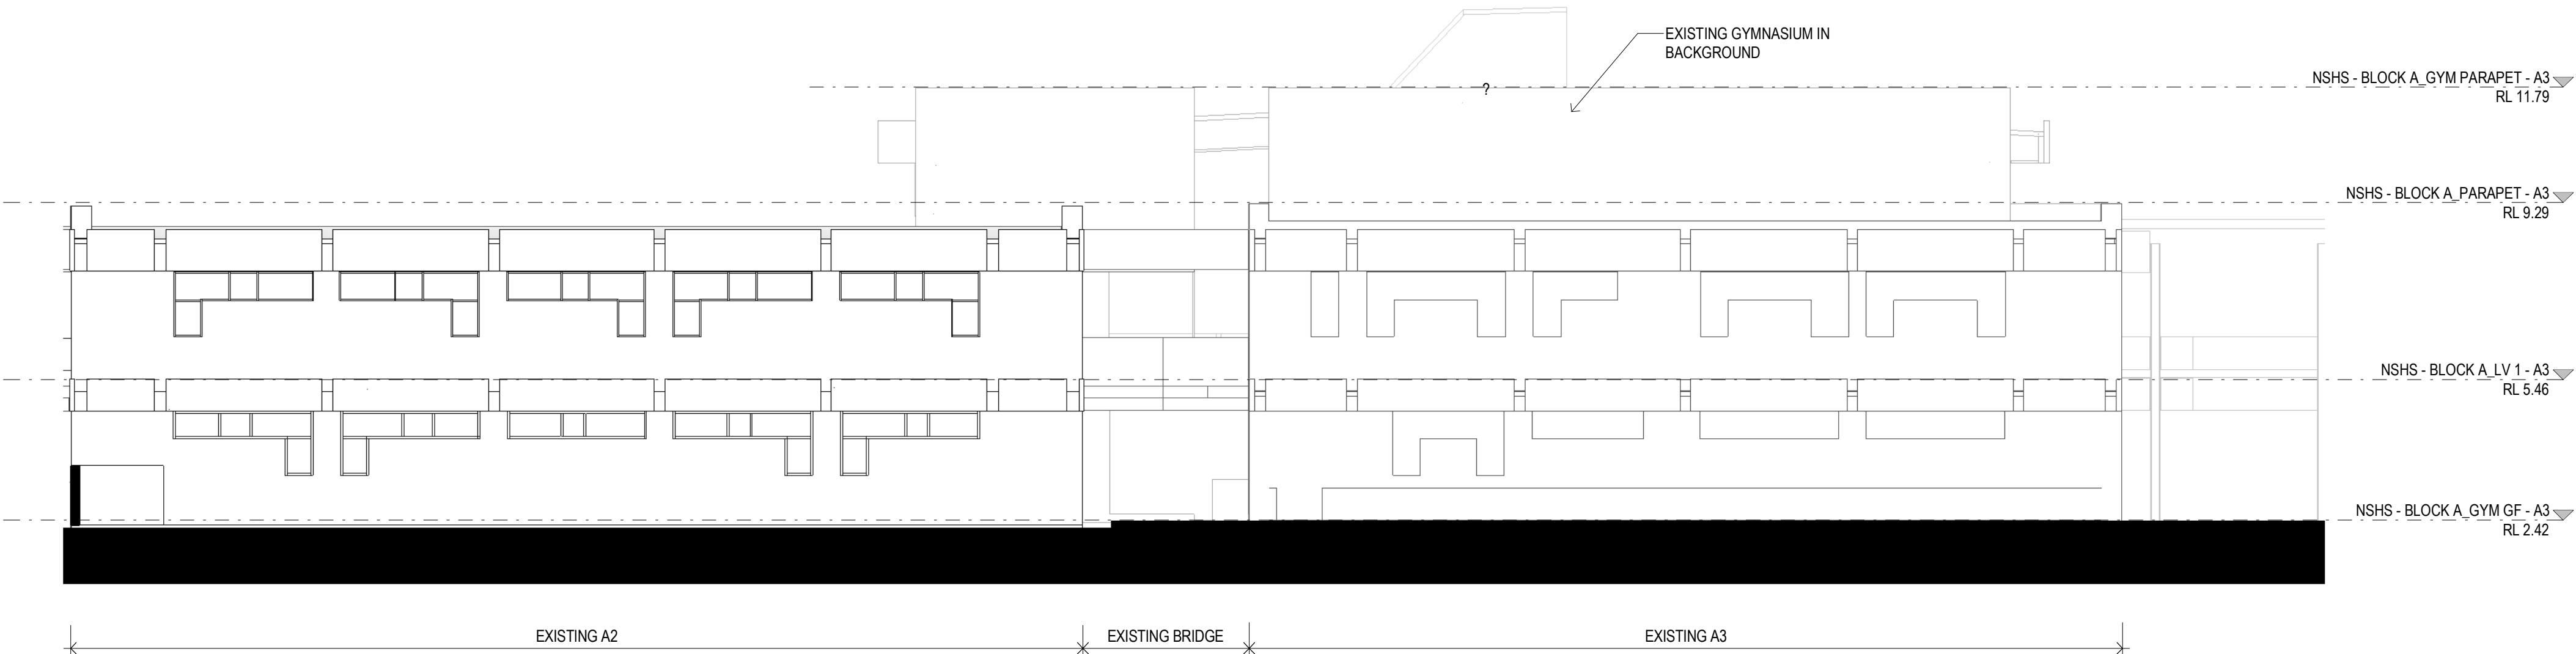 EXISTING GYMNASIUM IN
BACKGROUND
NSHS - BLOCK A_GYM PARAPET - A3
?
RL 11.79
NSHS - BLOCK A_PARAPET - A3
RL 9.29
NSHS - BLOCK A_LV 1 - A3
RL 5.46
NSHS - BLOCK A_GYM GF - A3
RL 2.42
EXISTING A2
EXISTING BRIDGE
EXISTING A3